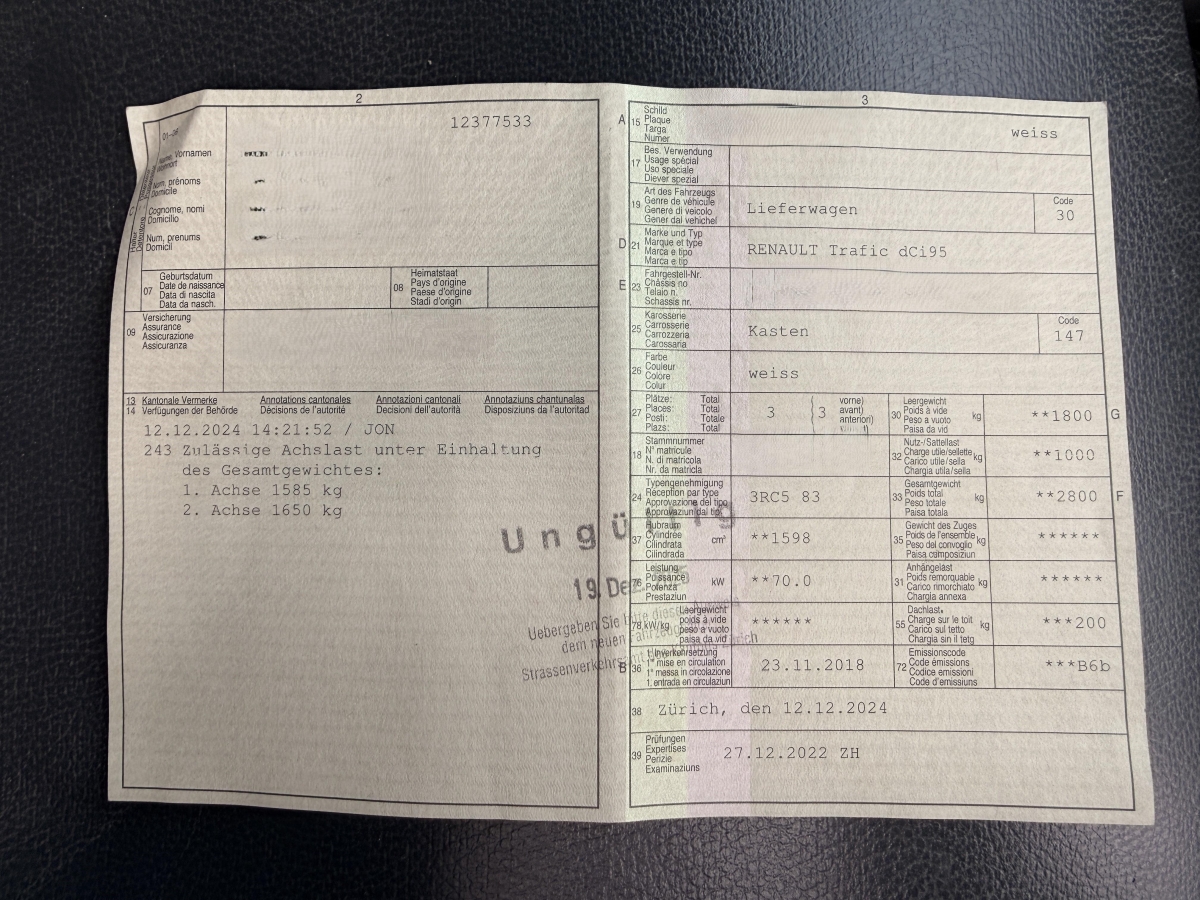 2
12377533
Name, Vornamen
Nom, prénoms
Domicile
Cognome, nomi
Domicilio
Num, prenums
Domicil
07
Geburtsdatum
Date de naissance
Data di nascita
Data da nasch.
08
Heimatstaat
Pays d'origine
Paese d'origine
Stadi d'origin
09
Versicherung
Assurance
Assicurazione
Assicuranza
13 Kantonale Vermerke Annotations cantonales Annotazioni cantonali Annotaziuns chantunalas
14 Verfügungen der Behörde Décisions de l'autorité Decisioni dell'autorità Disposiziuns da l'autoritad
12.12.2024 14:21:52 / JON
243 Zulässige Achslast unter Einhaltung
des Gesamtgewichtes:
1. Achse 1585 kg
2. Achse 1650 kg
3
A 15
Schild
Plaque
Targa
Numer
weiss
17
Bes. Verwendung
Usage spécial
Uso speciale
Diever spezial
19
Art des Fahrzeugs
Genre de véhicule
Genere di veicolo
Gener dal vehichel
Lieferwagen
Code
30
D 21
Marke und Typ
Marque et type
Marca e tipo
Marca e tip
RENAULT Trafic dCi95
E 23
Fahrgestell-Nr.
Châssis no
Telaio n.
Schassis nr.
25
Karosserie
Carrosserie
Carrozzeria
Carossaria
Kasten
Code
147
26
Farbe
Couleur
Colore
Colur
weiss
27
Plätze: Total
Places: Total
Posti: Totale
Plazs: Total
3
3
vorne)
avant)
anteriori)
30
Leergewicht
Poids à vide
Peso a vuoto
Paisa da vid
kg
**1800
G
18
Stammnummer
N° matricule
N. di matricola
Nr. da matricla
32
Nutz-/Sattellast
Charge utile/sellette
Carico utile/sella
Chargia utila/sella
kg
**1000
24
Typengenehmigung
Réception par type
Approvazione del tipo
Approvaziun dal tip
3RC5 83
33
Gesamtgewicht
Poids total
Peso totale
Paisa totala
kg
**2800
F
37
Hubraum
Cylindrée
Cilindrata
Cilindrada
cm³
**1598
35
Gewicht des Zuges
Poids de l'ensemble
Peso del convoglio
Paisa cumposiziun
kg
******
76
Leistung
Puissance
Potenza
Prestaziun
kW
**70.0
31
Anhängelast
Poids remorquable
Carico rimorchiato
Chargia annexa
kg
******
78 kW/kg
Leergewicht
poids à vide
peso a vuoto
paisa da vid
******
55
Dachlast
Charge sur le toit
Carico sul tetto
Chargia sin il tetg
kg
***200
B 36
1. Inverkehrsetzung
1re mise en circulation
1a messa in circolazione
1. entrada en circulaziun
23.11.2018
72
Emissionscode
Code émissions
Codice emissioni
Code d'emissiuns
***B6b
38
Zürich, den 12.12.2024
39
Prüfungen
Expertises
Perizie
Examinaziuns
27.12.2022 ZH
Ungültig
19. Dez.
Uebergeben Sie bitte diesen
dem neuen
Strassenverkehrsamt